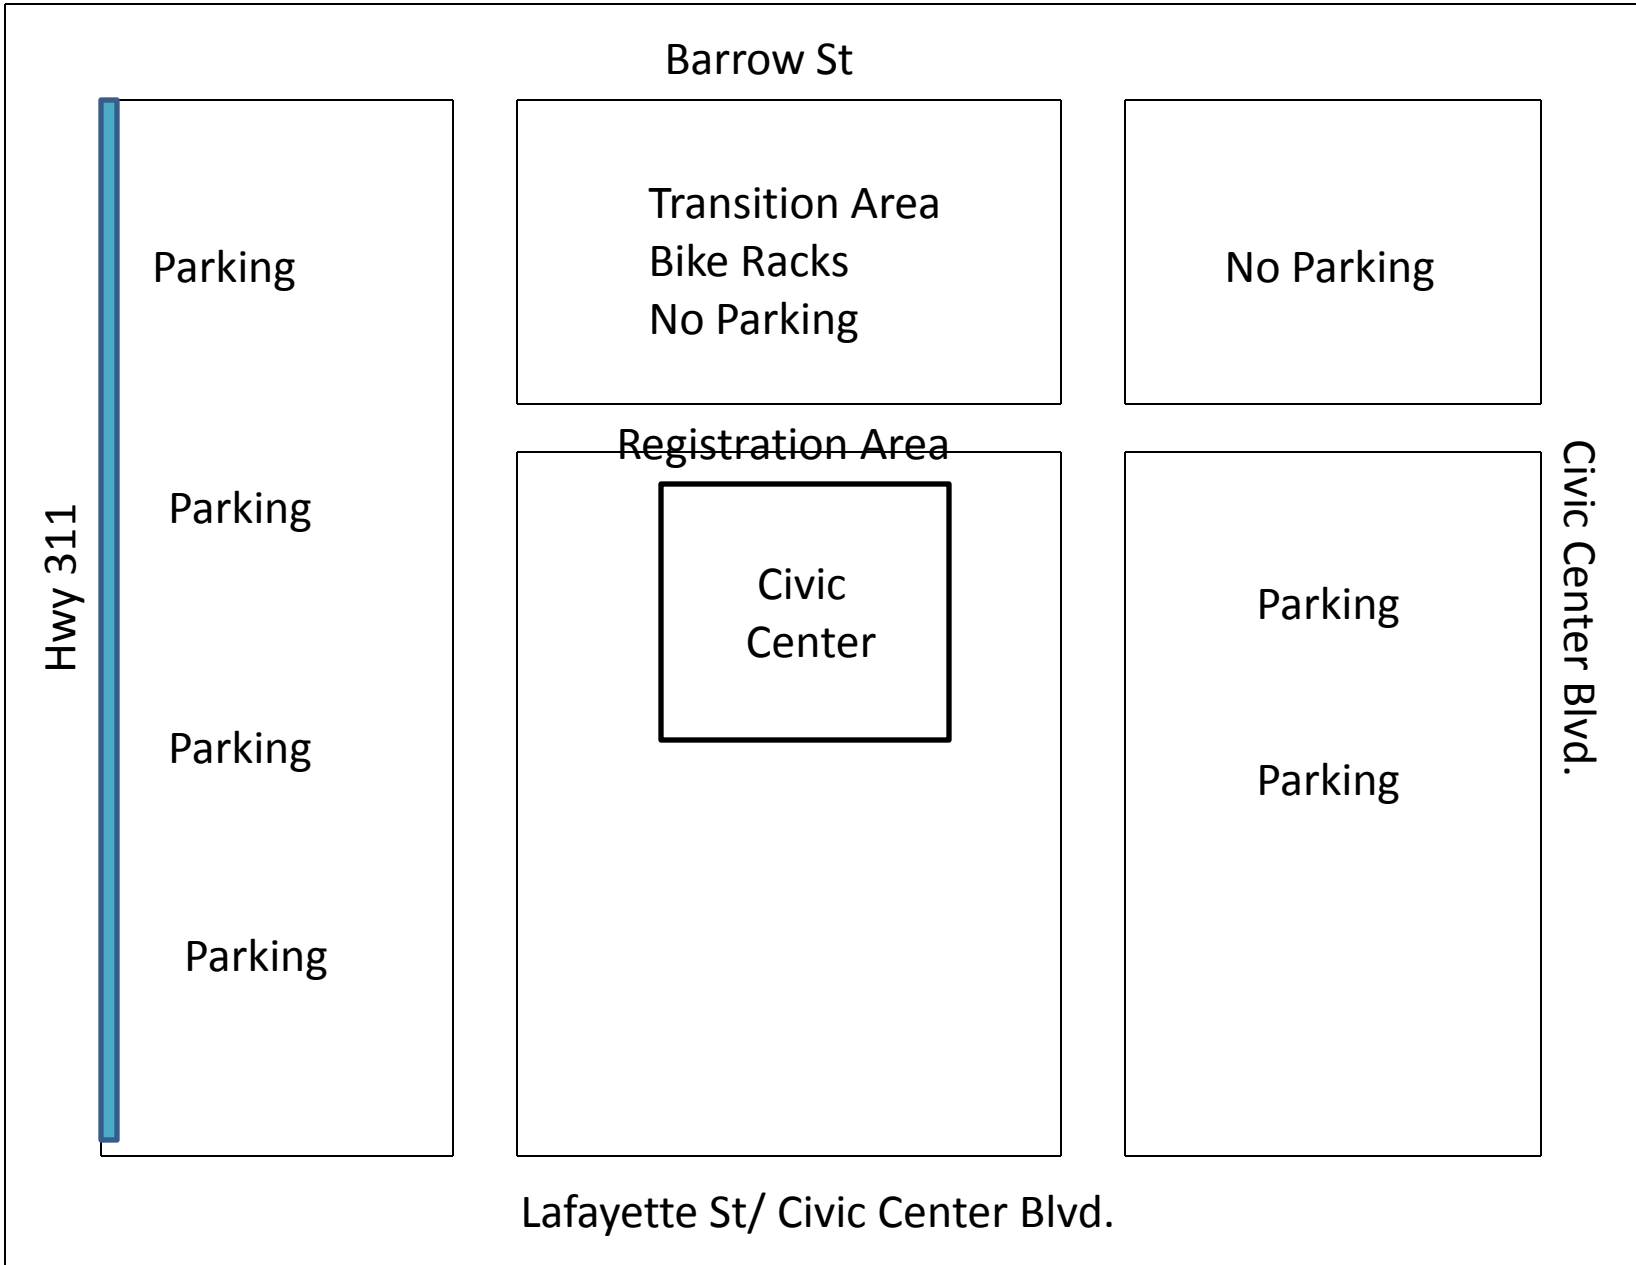 Barrow St
Transition Area
Bike Racks
No Parking
Parking
No Parking
Registration Area
Hwy 311
Parking
Civic
Center
Parking
Civic Center Blvd.
Parking
Parking
Parking
Lafayette St/ Civic Center Blvd.